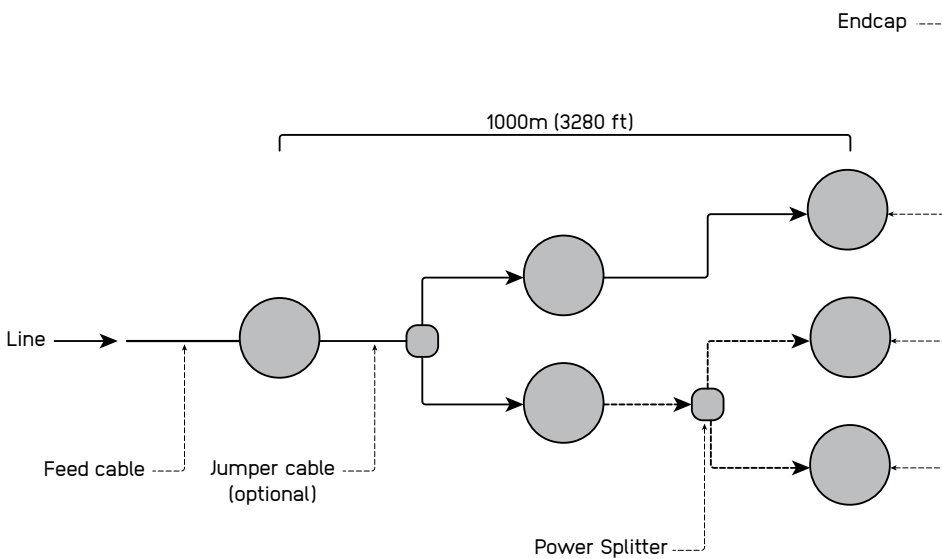 Endcap
1000m (3280 ft)
Line
Feed cable
Jumper cable
(optional)
Power Splitter